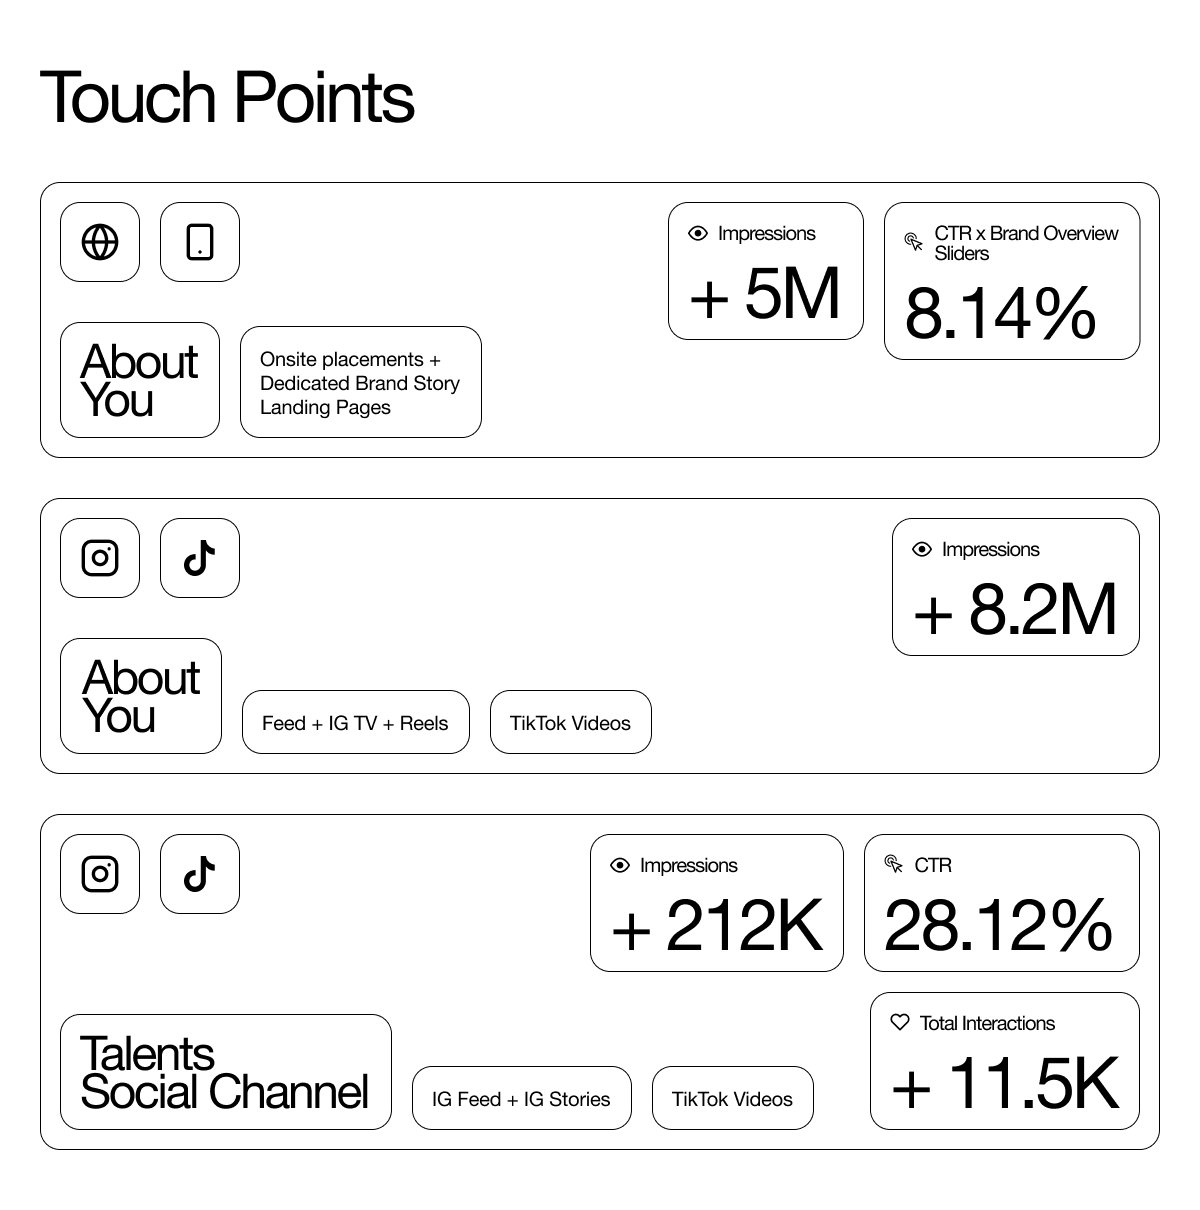 Touch Points
Impressions
+ 5M
CTR x Brand Overview
Sliders
8.14%
About
You
Onsite placements +
Dedicated Brand Story
Landing Pages
Impressions
+ 8.2M
About
You
Feed + IG TV + Reels
TikTok Videos
Impressions
+ 212K
CTR
28.12%
Talents
Social Channel
IG Feed + IG Stories
TikTok Videos
Total Interactions
+ 11.5K